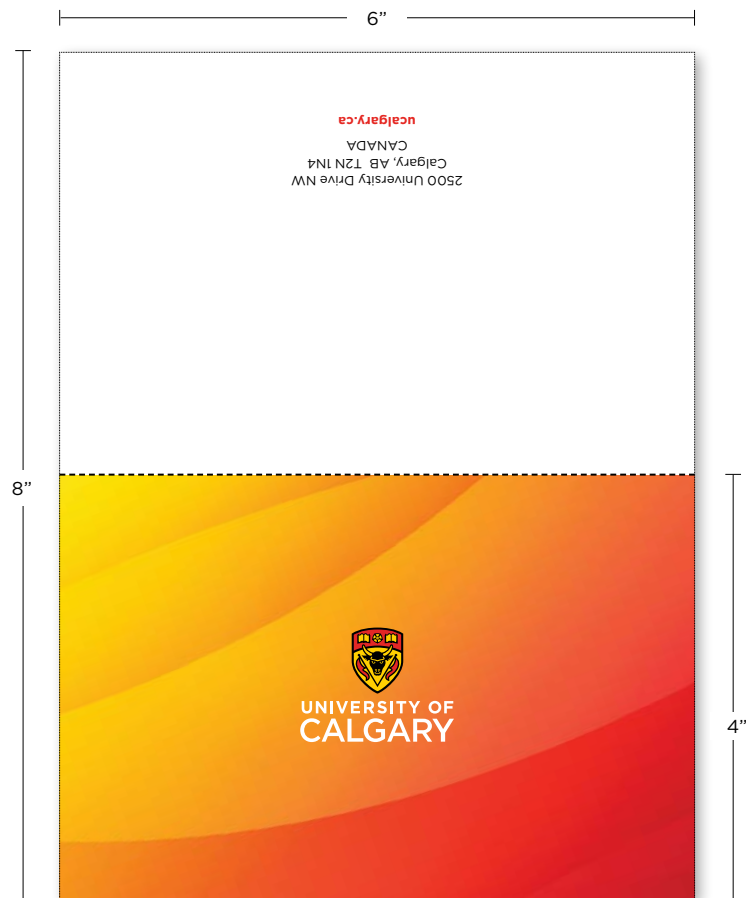 6”
ucalgary.ca
CANADA
Calgary, AB T2N 1N4
2500 University Drive NW
8”
UNIVERSITY OF
CALGARY
4”